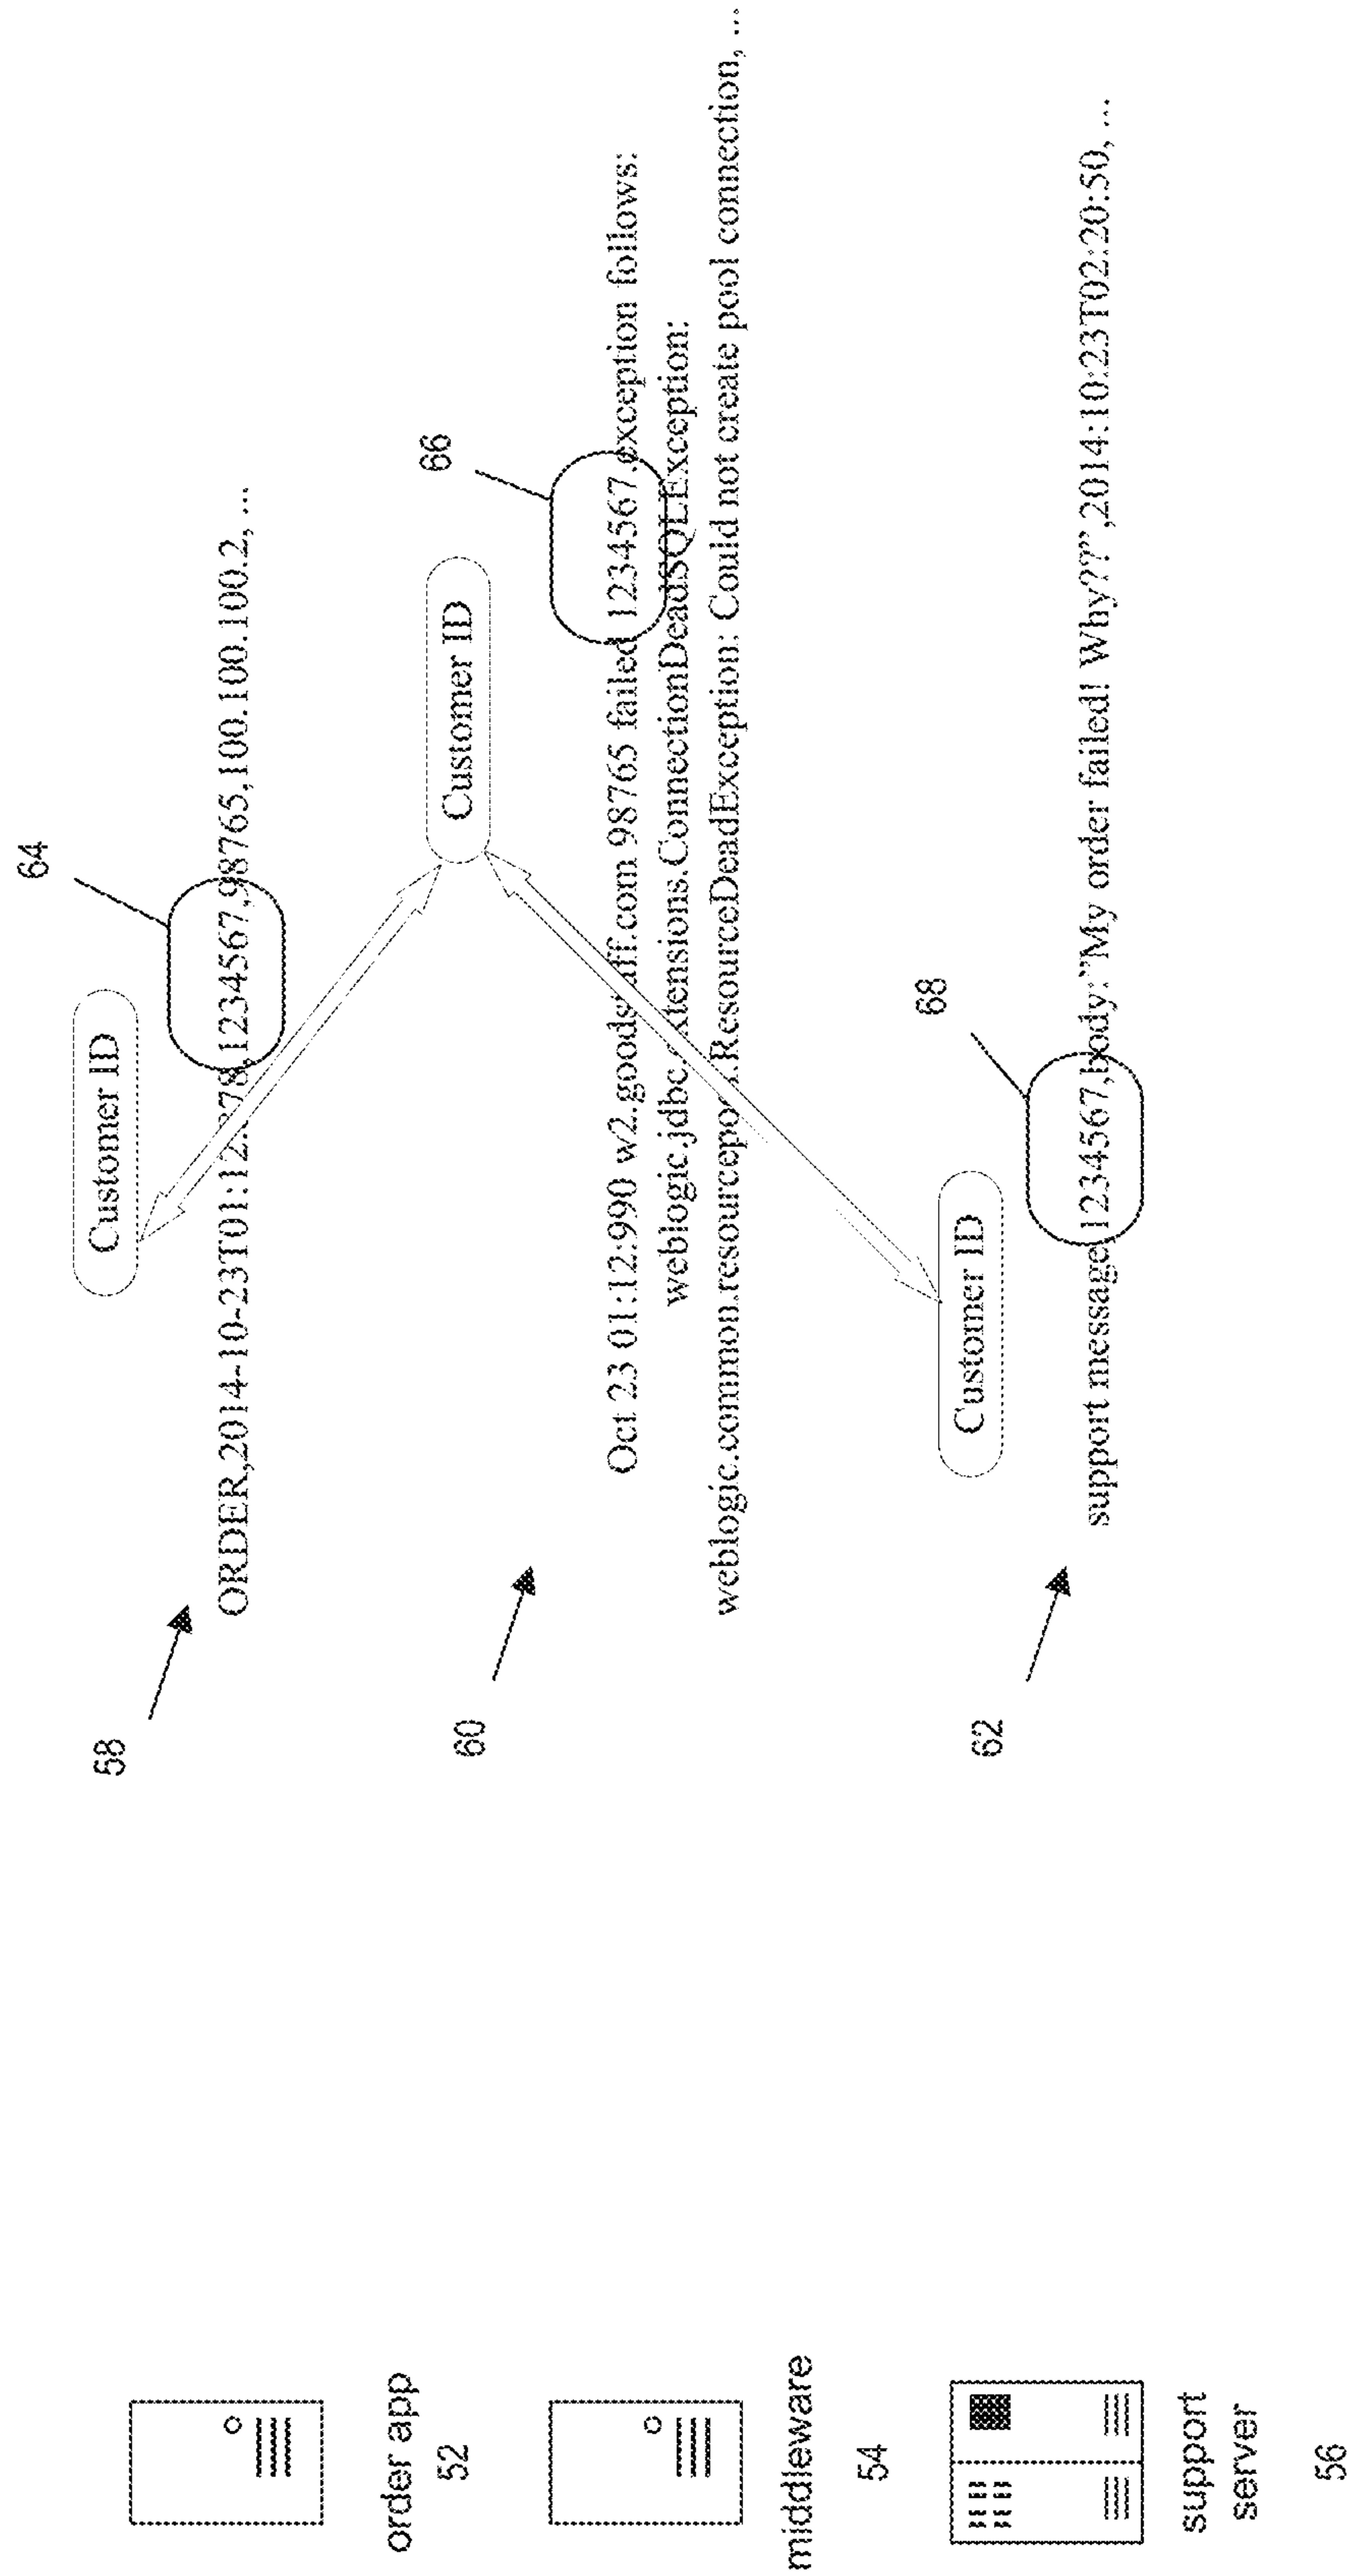 64
Customer ID
58
ORDER,2014-10-23T01:12:878,1234567,98765,100.100.100.2, ...
order app
52
66
Customer ID
60
Oct 23 01:12:990 w2.goodstuff.com 98765 failed 1234567.exception follows:
weblogic.jdbc.extensions.ConnectionDeadSQLException:
weblogic.common.resourcepool.ResourceDeadException: Could not create pool connection, ...
middleware
54
68
Customer ID
62
support message 1234567,body:"My order failed! Why??",2014:10:23T02:20:50, ...
support
server
56